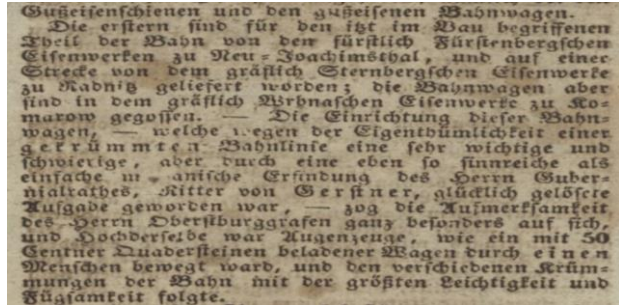 Gußeisenschienen und den gußeisenen Bahnwagen.
Die erstern sind für den itzt im Bau begriffenen
Theil der Bahn von den fürstlich Fürstenbergschen
Eisenwerken zu Neu-Joachimsthal, und auf einer
Strecke von dem gräflich Sternbergschen Eisenwerke
zu Radnitz geliefert worden; die Bahnwagen aber
sind in dem gräflich Wrbnaschen Eisenwerke zu Ko-
marow gegossen. — Die Einrichtung dieser Bahn-
wagen, — welche wegen der Eigenthümlichkeit einer
gekrümmten Bahnlinie eine sehr wichtige und
schwierige, aber durch eine eben so sinnreiche als
einfache Erfindung des Herrn Guber-
nialrathes, Ritter von Gerstner, glücklich gelösete
Aufgabe geworden war, — zog die Aufmerksamkeit
des Herrn Oberstburggrafen ganz besonders auf sich,
und Hochderselbe war Augenzeuge, wie ein mit 50
Centner Quadersteinen beladener Wagen durch einen
Menschen bewegt ward, und den verschiedenen Krüm-
mungen der Bahn mit der größten Leichtigkeit und
Fügsamkeit folgte.